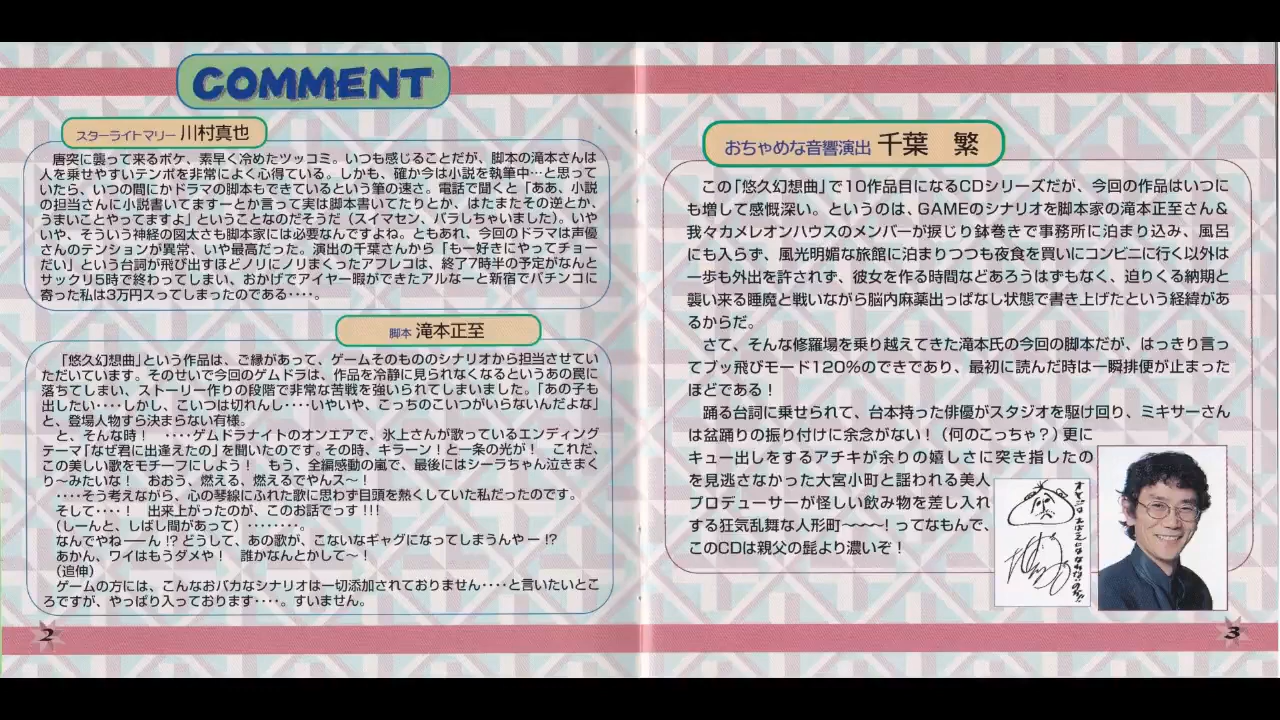 COMMENT
スターライトマリー 川村真也
唐突に襲って来るボケ、素早く冷めたツッコミ。いつも感じることだが、脚本の滝本さんは
人を乗せやすいテンポを非常によく心得ている。しかも、確か今は小説を執筆中…と思って
いたら、いつの間にかドラマの脚本もできているという筆の速さ。電話で聞くと「ああ、小説
の担当さんに小説書いてますーとか言って実は脚本書いてたりとか、はたまたその逆とか、
うまいことやってますよ」ということなのだそうだ（スイマセン、バラしちゃいました）。いや
いや、そういう神経の図太さも脚本家には必要なんですよね。ともあれ、今回のドラマは声優
さんのテンションが異常、いや最高だった。演出の千葉さんから「もー好きにやってチョー
だい」という台詞が飛び出すほどノリにノリまくったアフレコは、終了7時半の予定がなんと
サックリ5時で終わってしまい、おかげでアイヤー暇ができたアルなーと新宿でパチンコに
寄った私は3万円スってしまったのである‥‥。
脚本 滝本正至
「悠久幻想曲」という作品は、ご縁があって、ゲームそのもののシナリオから担当させてい
ただいています。そのせいで今回のゲムドラは、作品を冷静に見られなくなるというあの罠に
落ちてしまい、ストーリー作りの段階で非常な苦戦を強いられてしまいました。「あの子も
出したい‥‥しかし、こいつは切れんし‥‥いやいや、こっちのこいつがいらないんだよな」
と、登場人物すら決まらない有様。
と、そんな時！ ‥‥ゲムドラナイトのオンエアで、氷上さんが歌っているエンディング
テーマ「なぜ君に出逢えたの」を聞いたのです。その時、キラーン！と一条の光が！ これだ、
この美しい歌をモチーフにしよう！ もう、全編感動の嵐で、最後にはシーラちゃん泣きまく
り〜みたいな！ おおう、燃える、燃えるでやんス〜！
‥‥そう考えながら、心の琴線にふれた歌に思わず目頭を熱くしていた私だったのです。
そして‥‥！ 出来上がったのが、このお話でっす!!!
（しーんと、しばし間があって）‥‥‥‥。
なんでやね――ん!? どうして、あの歌が、こないなギャグになってしまうんやー!?
あかん、ワイはもうダメや！ 誰かなんとかして〜！
（追伸）
ゲームの方には、こんなおバカなシナリオは一切添加されておりません‥‥と言いたいとこ
ろですが、やっぱり入っております‥‥。すいません。
2
おちゃめな音響演出 千葉 繁
この「悠久幻想曲」で10作品目になるCDシリーズだが、今回の作品はいつに
も増して感慨深い。というのは、GAMEのシナリオを脚本家の滝本正至さん＆
我々カメレオンハウスのメンバーが捩じり鉢巻きで事務所に泊まり込み、風呂
にも入らず、風光明媚な旅館に泊まりつつも夜食を買いにコンビニに行く以外は
一歩も外出を許されず、彼女を作る時間などあろうはずもなく、迫りくる納期と
襲い来る睡魔と戦いながら脳内麻薬出っぱなし状態で書き上げたという経緯があ
るからだ。
さて、そんな修羅場を乗り越えてきた滝本氏の今回の脚本だが、はっきり言っ
てブッ飛びモード120％のできであり、最初に読んだ時は一瞬排便が止まった
ほどである！
踊る台詞に乗せられて、台本持った俳優がスタジオを駆け回り、ミキサーさん
は盆踊りの振り付けに余念がない！（何のこっちゃ？）更に
キュー出しをするアチキが余りの嬉しさに突き指したの
を見逃さなかった大宮小町と謳われる美人
プロデューサーが怪しい飲み物を差し入れ
する狂気乱舞な人形町〜〜〜〜！ってなもんで、
このCDは親父の髭より濃いぞ！
3